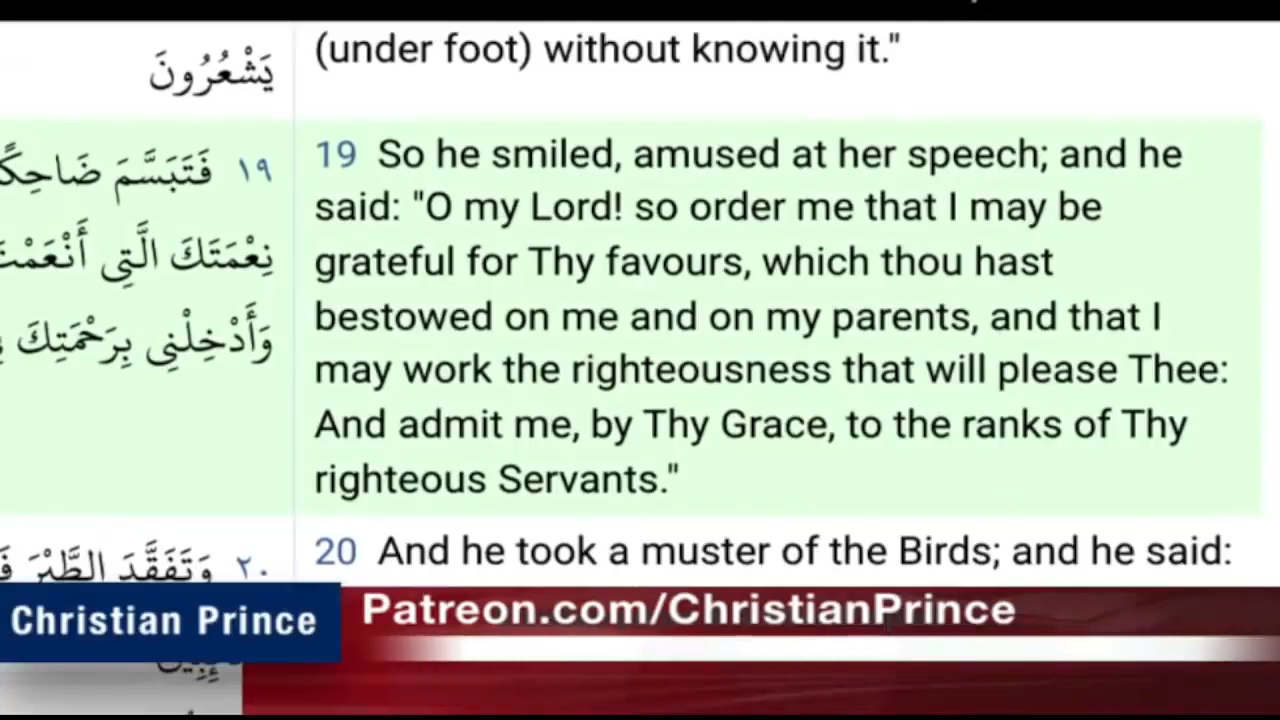 (under foot) without knowing it."
يَشْعُرُونَ
19 So he smiled, amused at her speech; and he
said: "O my Lord! so order me that I may be
grateful for Thy favours, which thou hast
bestowed on me and on my parents, and that I
may work the righteousness that will please Thee:
And admit me, by Thy Grace, to the ranks of Thy
righteous Servants."
١٩ فَتَبَسَّمَ ضَاحِكًا
نِعْمَتَكَ الَّتِي أَنْعَمْتَ
وَأَدْخِلْنِي بِرَحْمَتِكَ
20 And he took a muster of the Birds; and he said:
٢٠ وَتَفَقَّدَ الطَّيْرَ
Christian Prince
Patreon.com/ChristianPrince